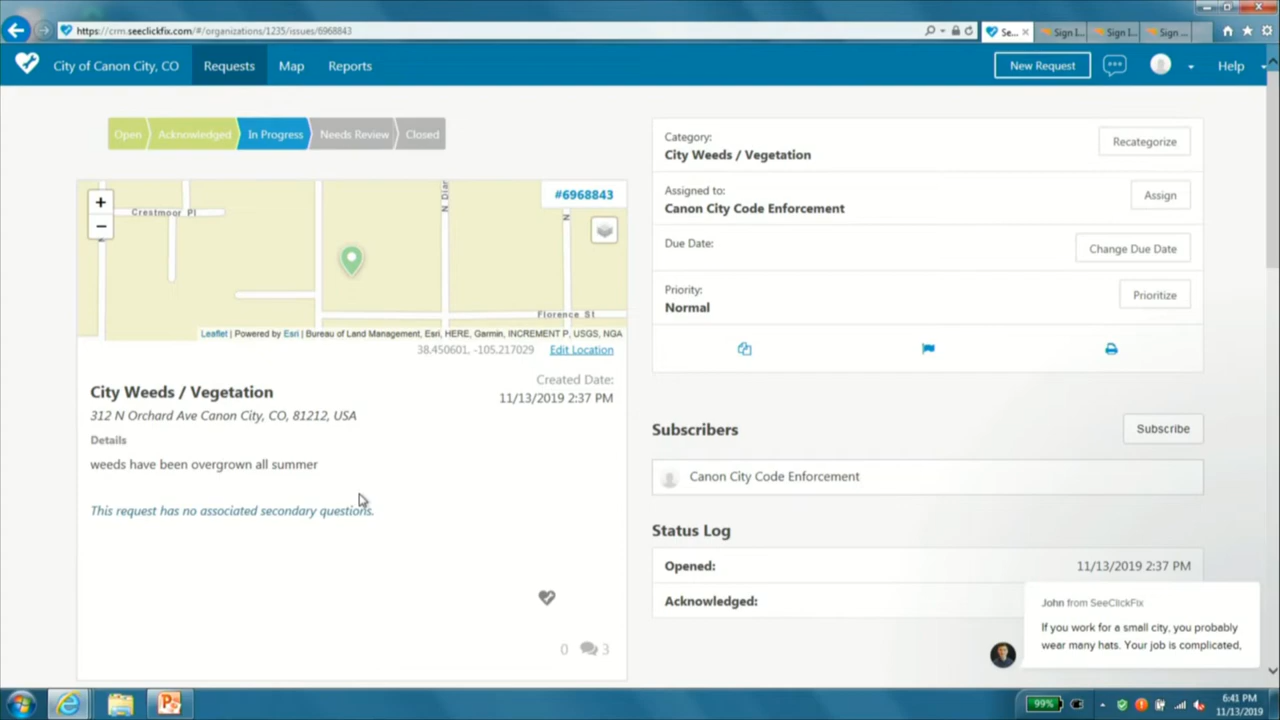 https://crm.seeclickfix.com/#/organizations/1235/issues/6968843
Se...
Sign I...
Sign I...
Sign ...
City of Canon City, CO
Requests
Map
Reports
New Request
Help
Open
Acknowledged
In Progress
Needs Review
Closed
+
−
Crestmoor Pl
N Diar
N
#6968843
Florence St
Leaflet | Powered by Esri | Bureau of Land Management, Esri, HERE, Garmin, INCREMENT P, USGS, NGA
38.450601, -105.217029 Edit Location
City Weeds / Vegetation
Created Date:
11/13/2019 2:37 PM
312 N Orchard Ave Canon City, CO, 81212, USA
Details
weeds have been overgrown all summer
This request has no associated secondary questions.
0
3
Category:
City Weeds / Vegetation
Recategorize
Assigned to:
Canon City Code Enforcement
Assign
Due Date:
Change Due Date
Priority:
Normal
Prioritize
Subscribers
Subscribe
Canon City Code Enforcement
Status Log
Opened: 11/13/2019 2:37 PM
Acknowledged:
John from SeeClickFix
If you work for a small city, you probably
wear many hats. Your job is complicated,
99%
6:41 PM
11/13/2019